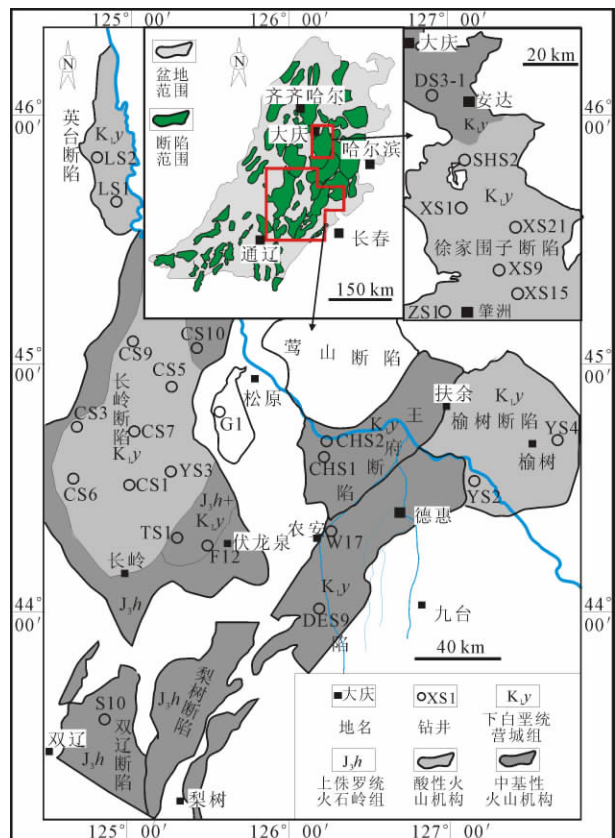 125° 00′
126° 00′
127° 00′
46° 00′
46° 00′
45° 00′
45° 00′
44° 00′
44° 00′
125° 00′
126° 00′
127° 00′
N
英台断陷
K₁y
LS2
LS1
盆地
范围
断陷
范围
N
齐齐哈尔
大庆
哈尔滨
长春
通辽
150 km
大庆
20 km
DS3-1
安达
K₁y
SHS2
K₁y
XS1
XS21
徐家围子断陷
XS9
XS15
ZS1
肇洲
CS10
CS9
CS5
长岭断陷
CS3
CS7
K₁y
CS6
CS1
YS3
J₃h+
K₁y
TS1
F12
伏龙泉
长岭
J₃h
松原
G1
莺山断陷
王府断陷
K₁y
CHS2
CHS1
扶余
K₁y
榆树断陷
YS4
榆树
YS2
德惠
农安
W17
K₁y
DES9
陷
九台
40 km
S10
双辽断陷
J₃h
双辽
梨树断陷
J₃h
J₃h
梨树
大庆
地名
XS1
钻井
K₁y
下白垩统
营城组
J₃h
上侏罗统
火石岭组
酸性火
山机构
中基性
火山机构